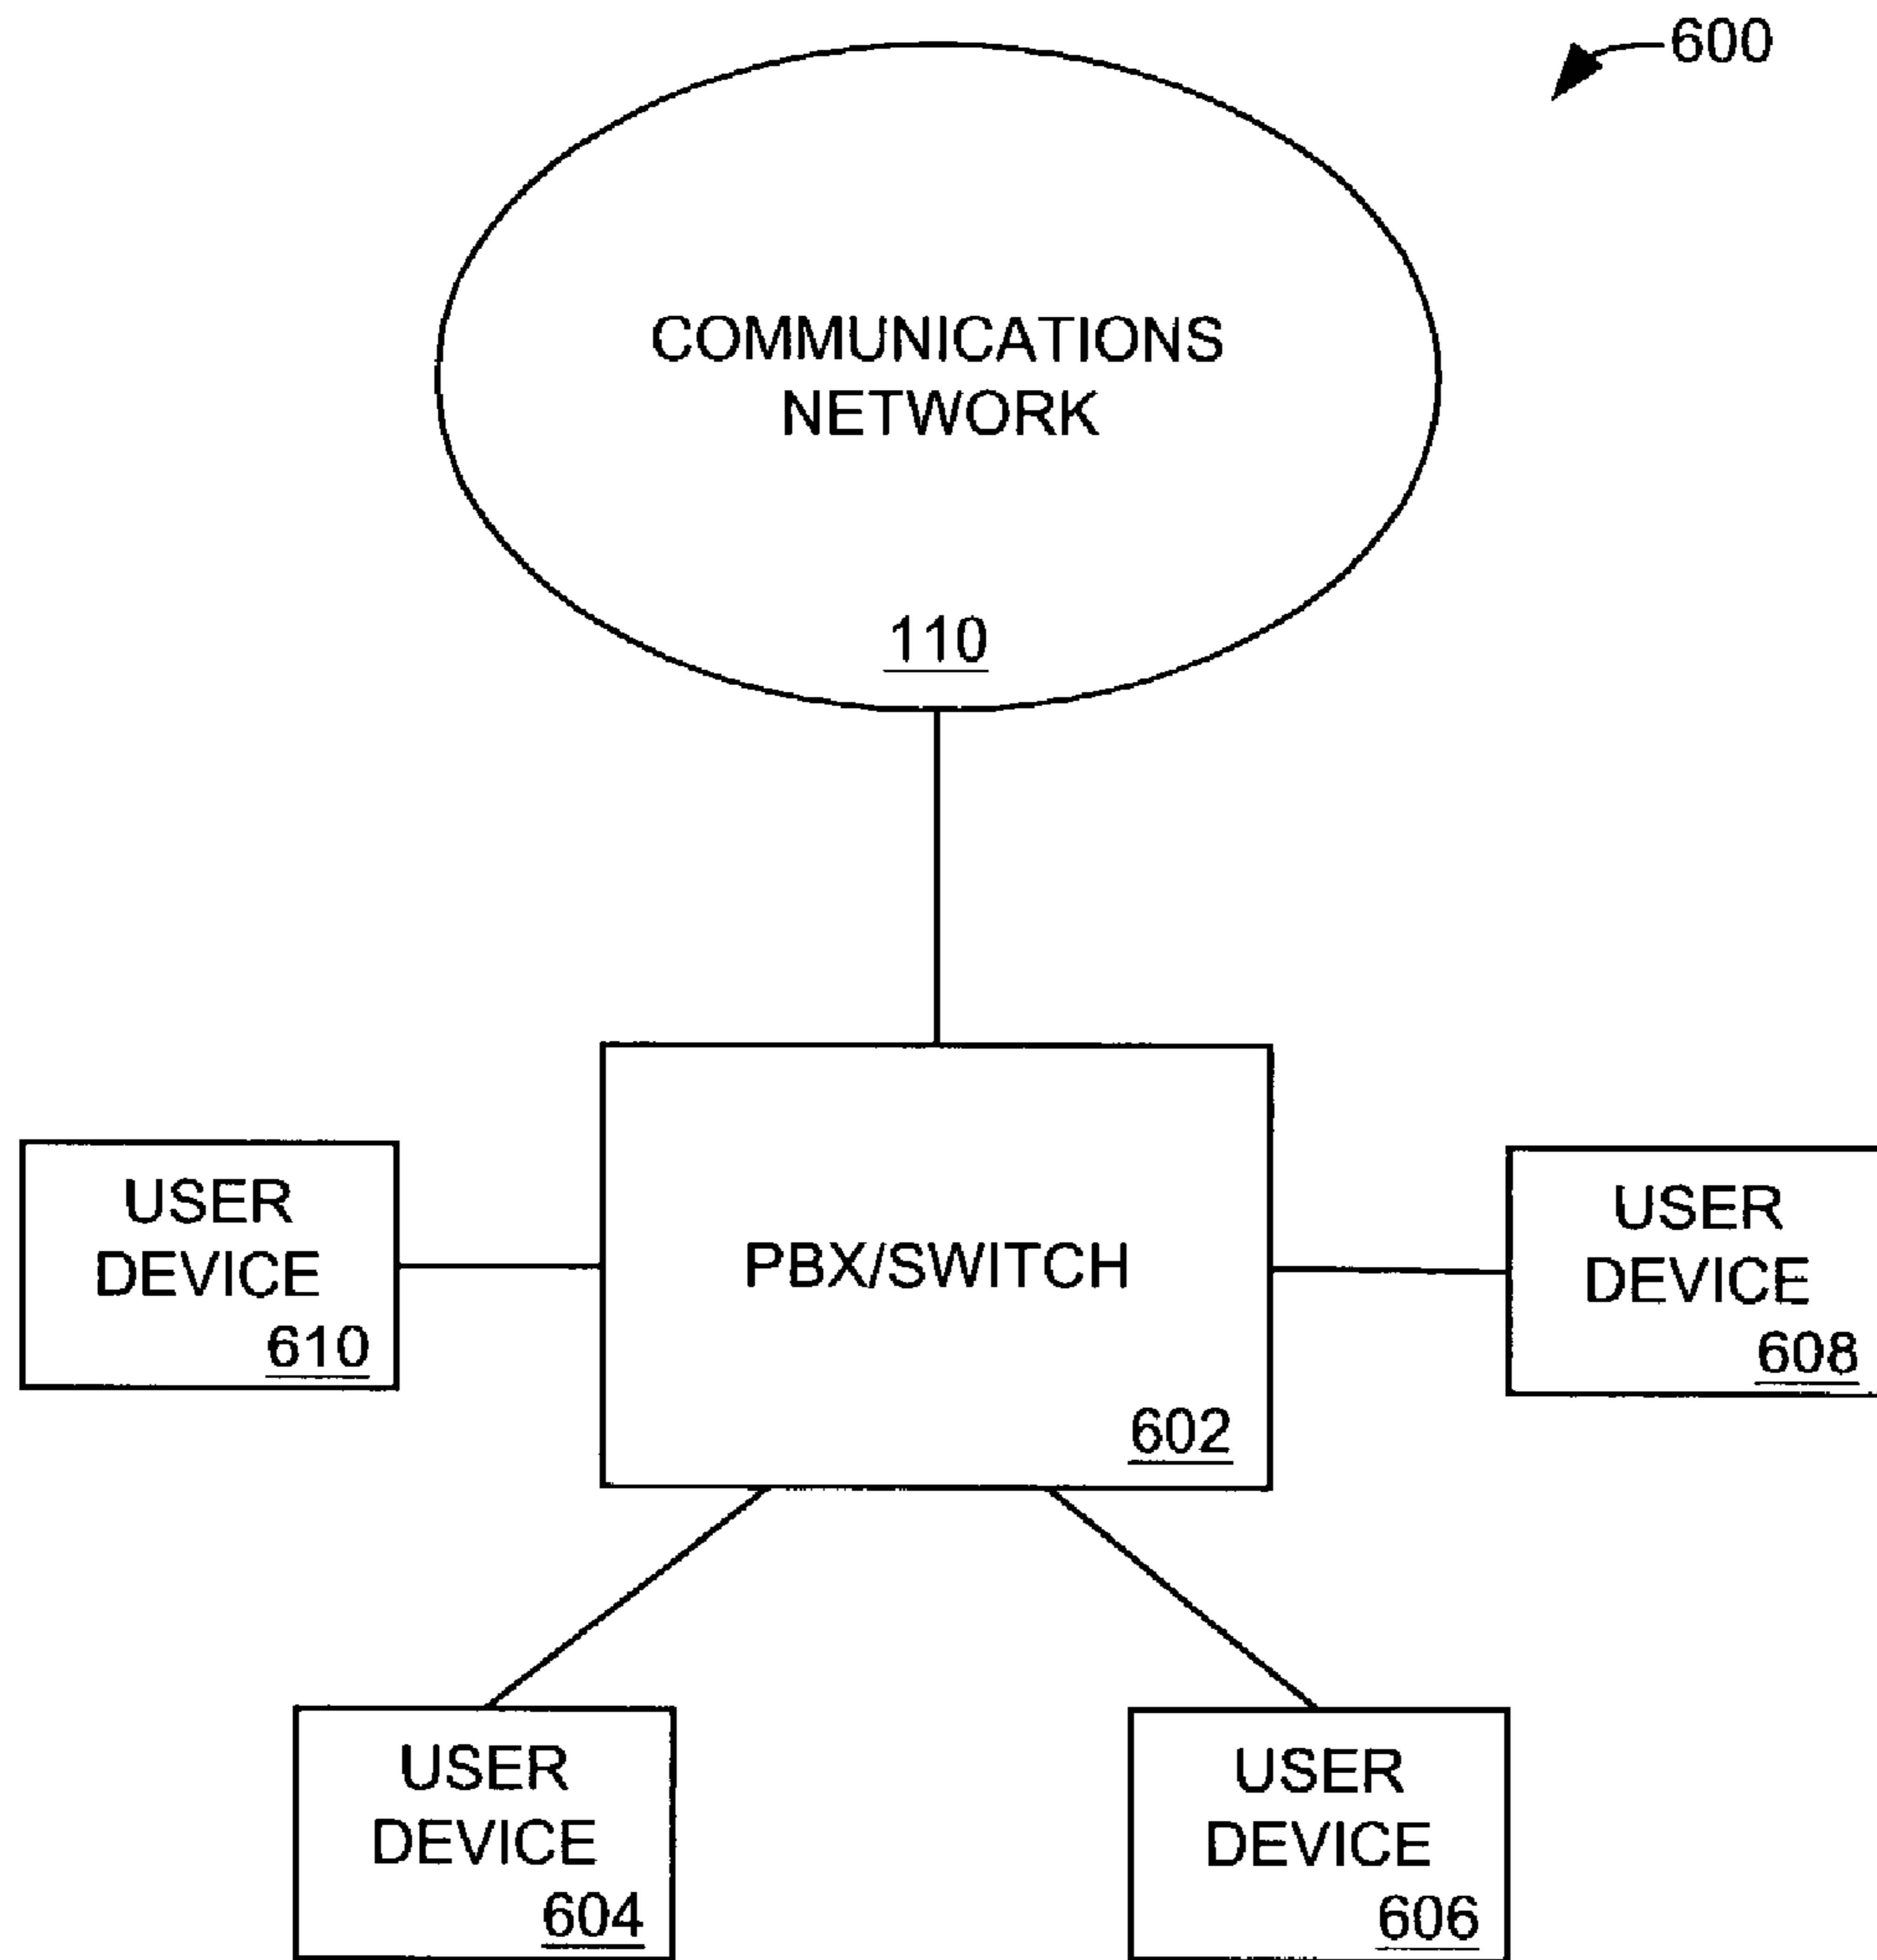 600
COMMUNICATIONS
NETWORK
110
USER
DEVICE
610
PBX/SWITCH
602
USER
DEVICE
608
USER
DEVICE
604
USER
DEVICE
606